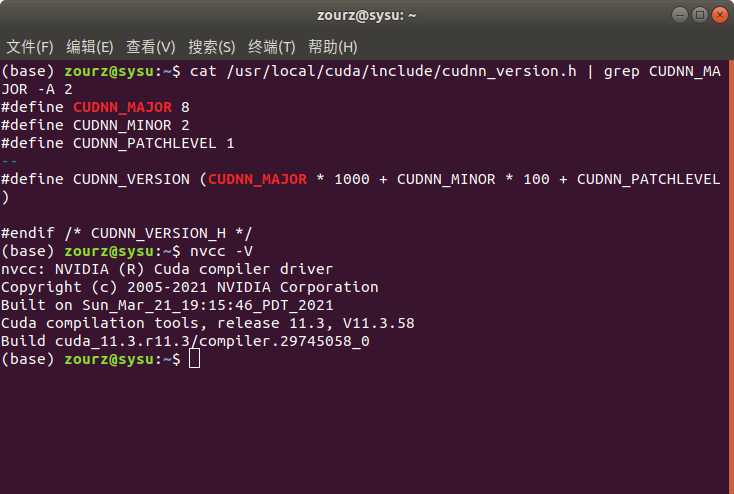 zourz@sysu: ~
文件(F) 编辑(E) 查看(V) 搜索(S) 终端(T) 帮助(H)
(base) zourz@sysu:~$ cat /usr/local/cuda/include/cudnn_version.h | grep CUDNN_MA
JOR -A 2
#define CUDNN_MAJOR 8
#define CUDNN_MINOR 2
#define CUDNN_PATCHLEVEL 1
--
#define CUDNN_VERSION (CUDNN_MAJOR * 1000 + CUDNN_MINOR * 100 + CUDNN_PATCHLEVEL
)

#endif /* CUDNN_VERSION_H */
(base) zourz@sysu:~$ nvcc -V
nvcc: NVIDIA (R) Cuda compiler driver
Copyright (c) 2005-2021 NVIDIA Corporation
Built on Sun_Mar_21_19:15:46_PDT_2021
Cuda compilation tools, release 11.3, V11.3.58
Build cuda_11.3.r11.3/compiler.29745058_0
(base) zourz@sysu:~$